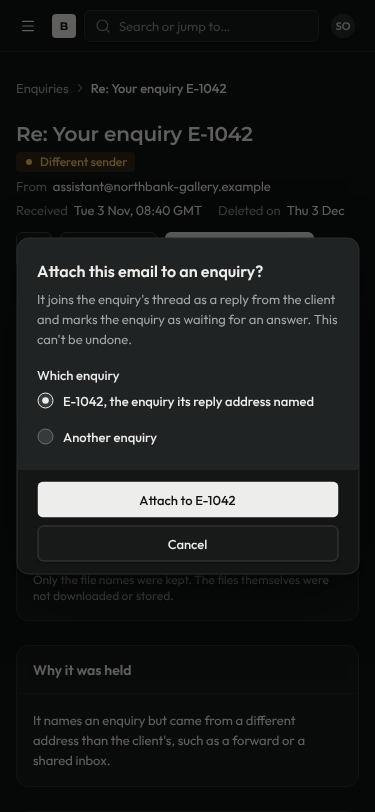 B
Search or jump to...
SO
Enquiries > Re: Your enquiry E-1042
Re: Your enquiry E-1042
Different sender
From assistant@northbank-gallery.example
Received Tue 3 Nov, 08:40 GMT Deleted on Thu 3 Dec
Attach this email to an enquiry?
It joins the enquiry's thread as a reply from the client
and marks the enquiry as waiting for an answer. This
can't be undone.
Which enquiry
E-1042, the enquiry its reply address named
Another enquiry
Attach to E-1042
Cancel
Only the file names were kept. The files themselves were
not downloaded or stored.
Why it was held
It names an enquiry but came from a different
address than the client's, such as a forward or a
shared inbox.